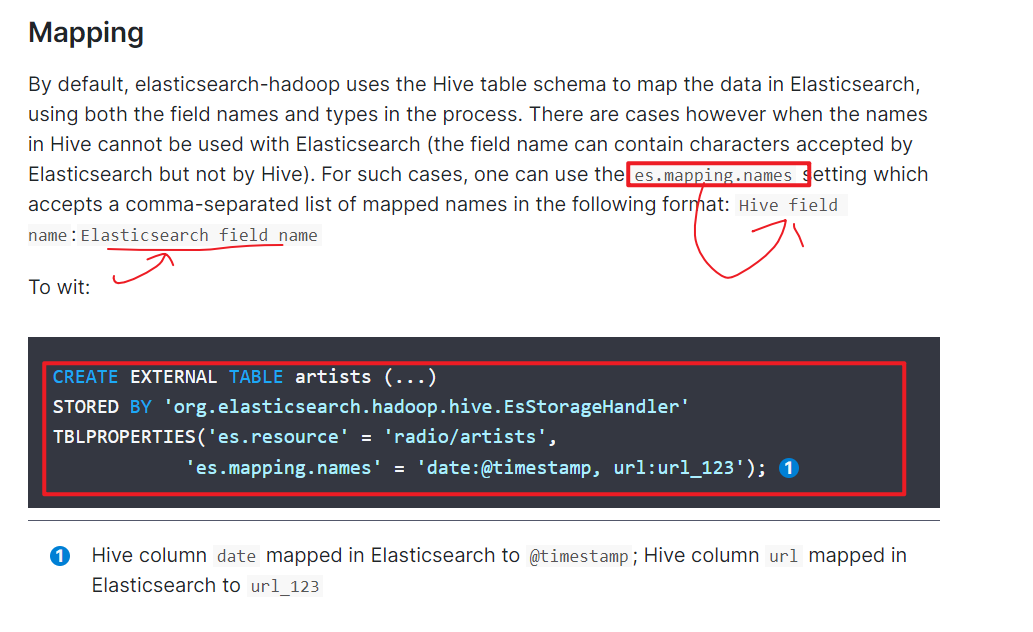 Mapping
By default, elasticsearch-hadoop uses the Hive table schema to map the data in Elasticsearch,
using both the field names and types in the process. There are cases however when the names
in Hive cannot be used with Elasticsearch (the field name can contain characters accepted by
Elasticsearch but not by Hive). For such cases, one can use the es.mapping.names setting which
accepts a comma-separated list of mapped names in the following format: Hive field
name:Elasticsearch field name
To wit:
CREATE EXTERNAL TABLE artists (...)
STORED BY 'org.elasticsearch.hadoop.hive.EsStorageHandler'
TBLPROPERTIES('es.resource' = 'radio/artists',
'es.mapping.names' = 'date:@timestamp, url:url_123'); 1
1 Hive column date mapped in Elasticsearch to @timestamp; Hive column url mapped in
Elasticsearch to url_123